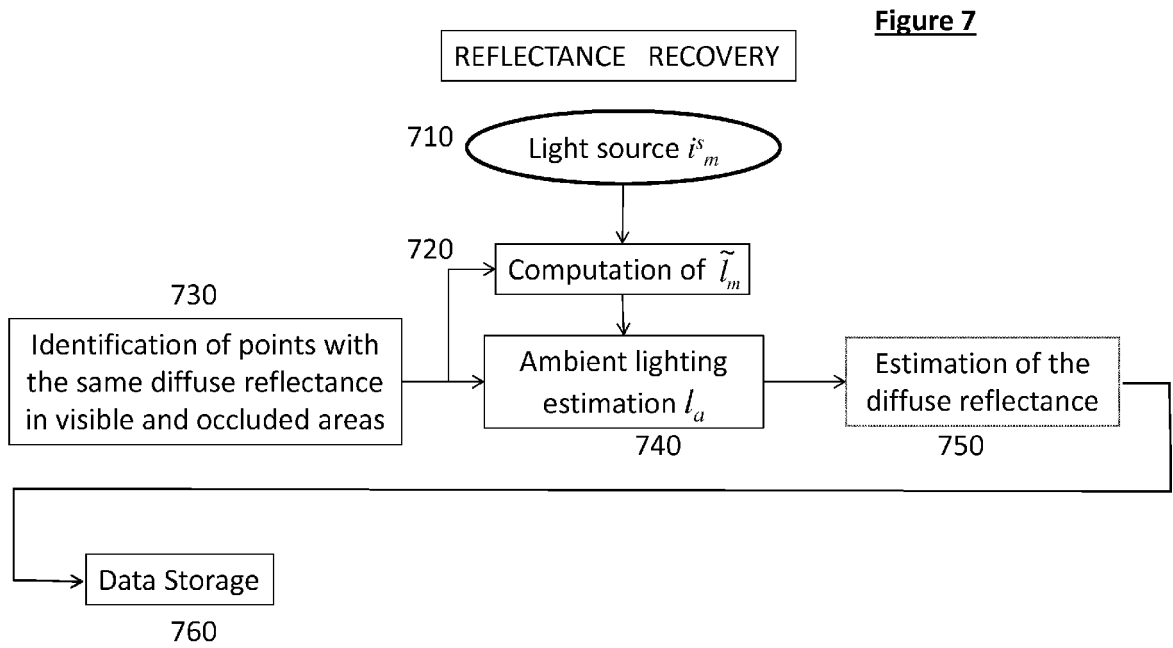 Figure 7
REFLECTANCE RECOVERY
710
Light source i^s_m
720
Computation of l̃_m
730
Identification of points with
the same diffuse reflectance
in visible and occluded areas
Ambient lighting
estimation l_a
740
Estimation of the
diffuse reflectance
750
Data Storage
760